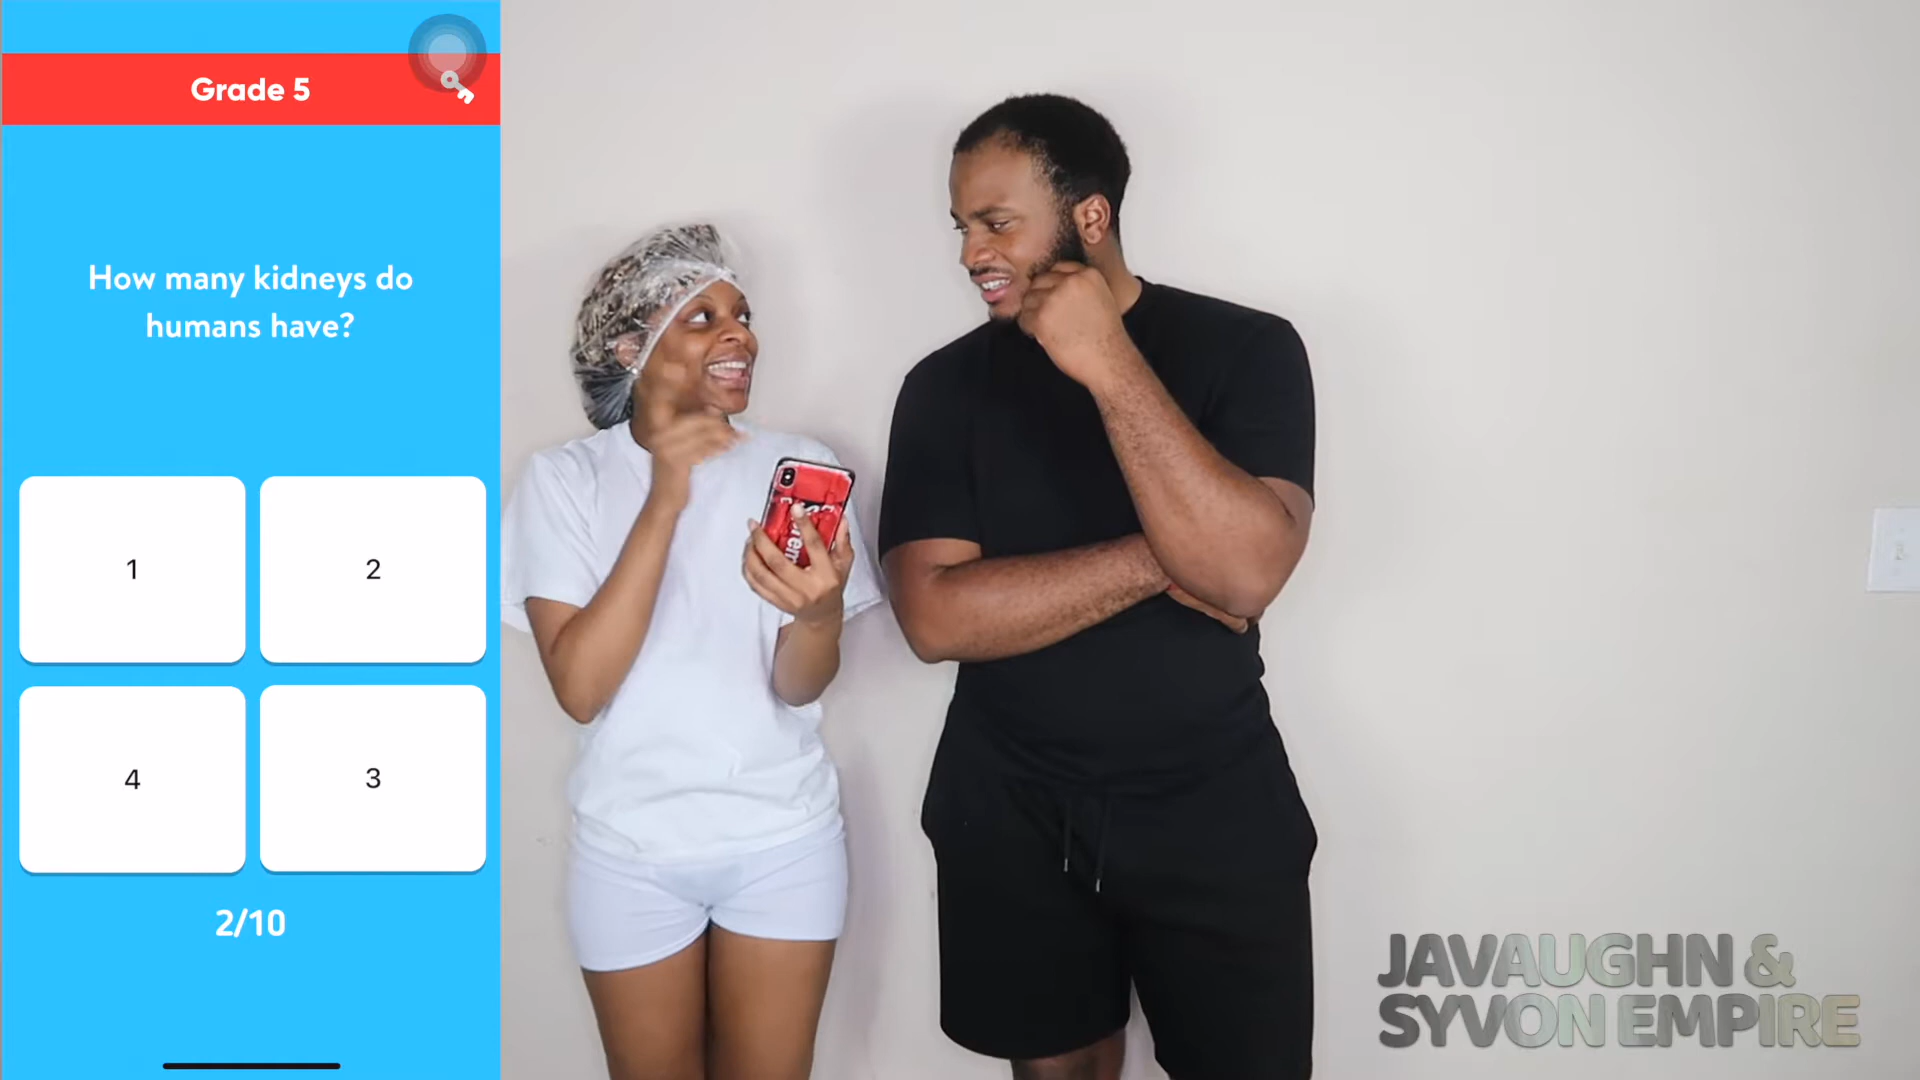 Grade 5
How many kidneys do
humans have?
1
2
4
3
2/10
JAVAUGHN &
SYVON EMPIRE